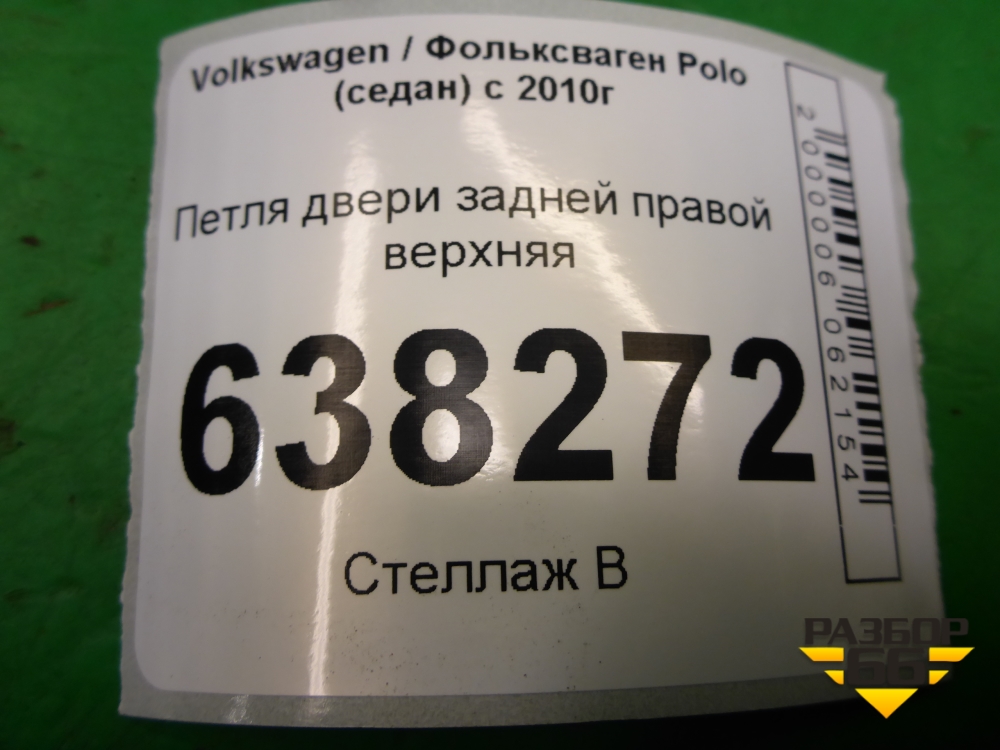 Volkswagen / Фольксваген Polo
(седан) с 2010г
Петля двери задней правой
верхняя
638272
Стеллаж В
2000006062154
РАЗБОР
66